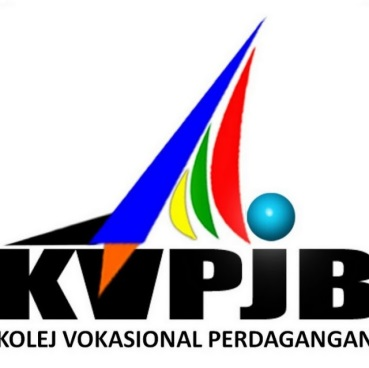 KVPJB
KOLEJ VOKASIONAL PERDAGANGAN